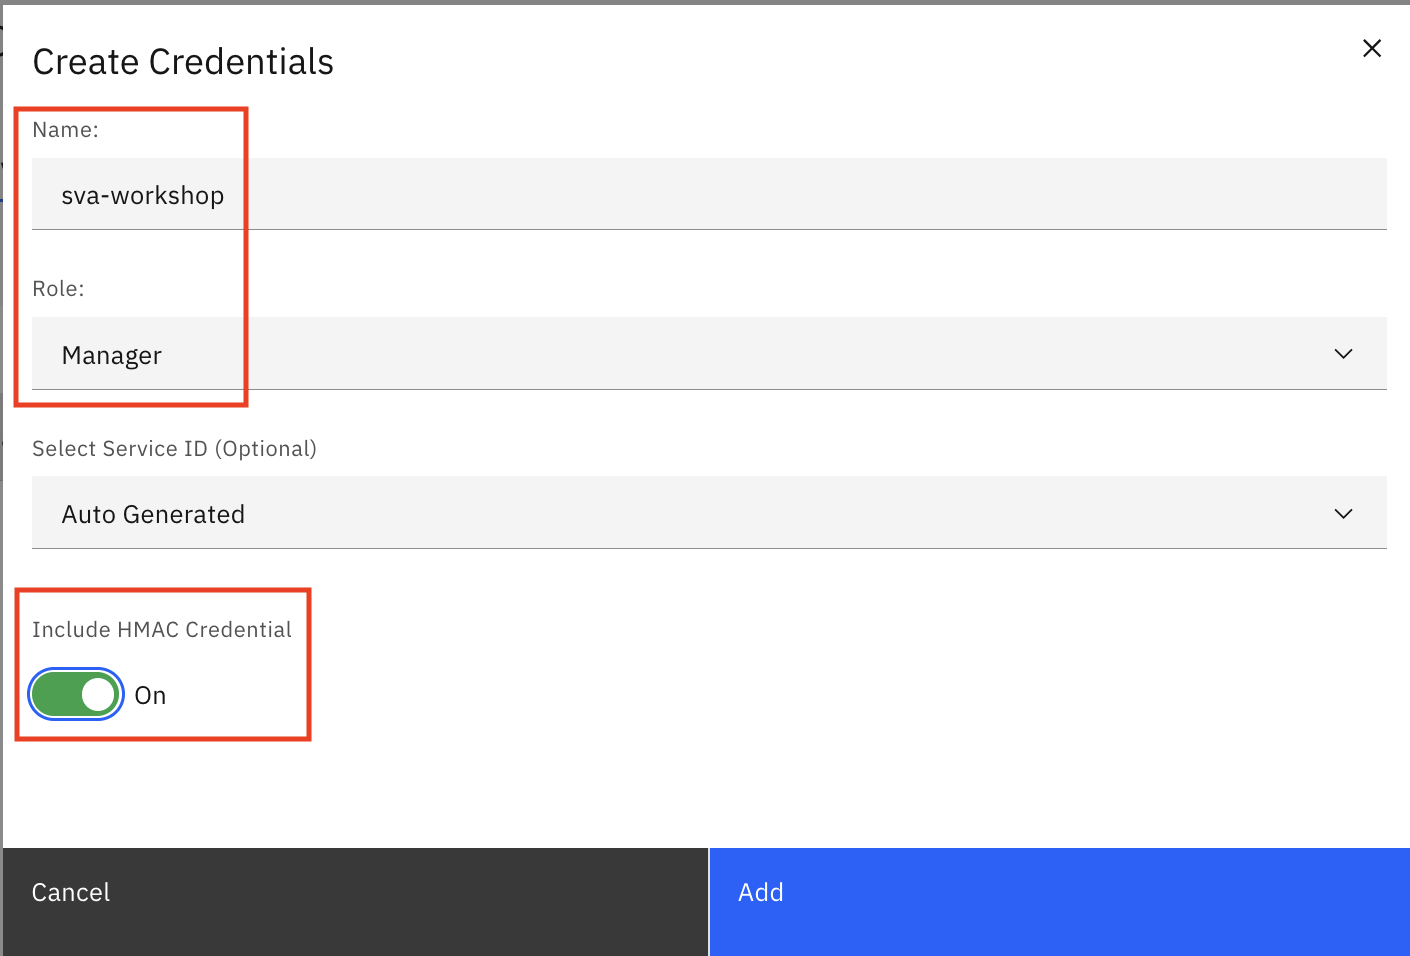 Create Credentials
Name:
sva-workshop
Role:
Manager
Select Service ID (Optional)
Auto Generated
Include HMAC Credential
On
Cancel
Add